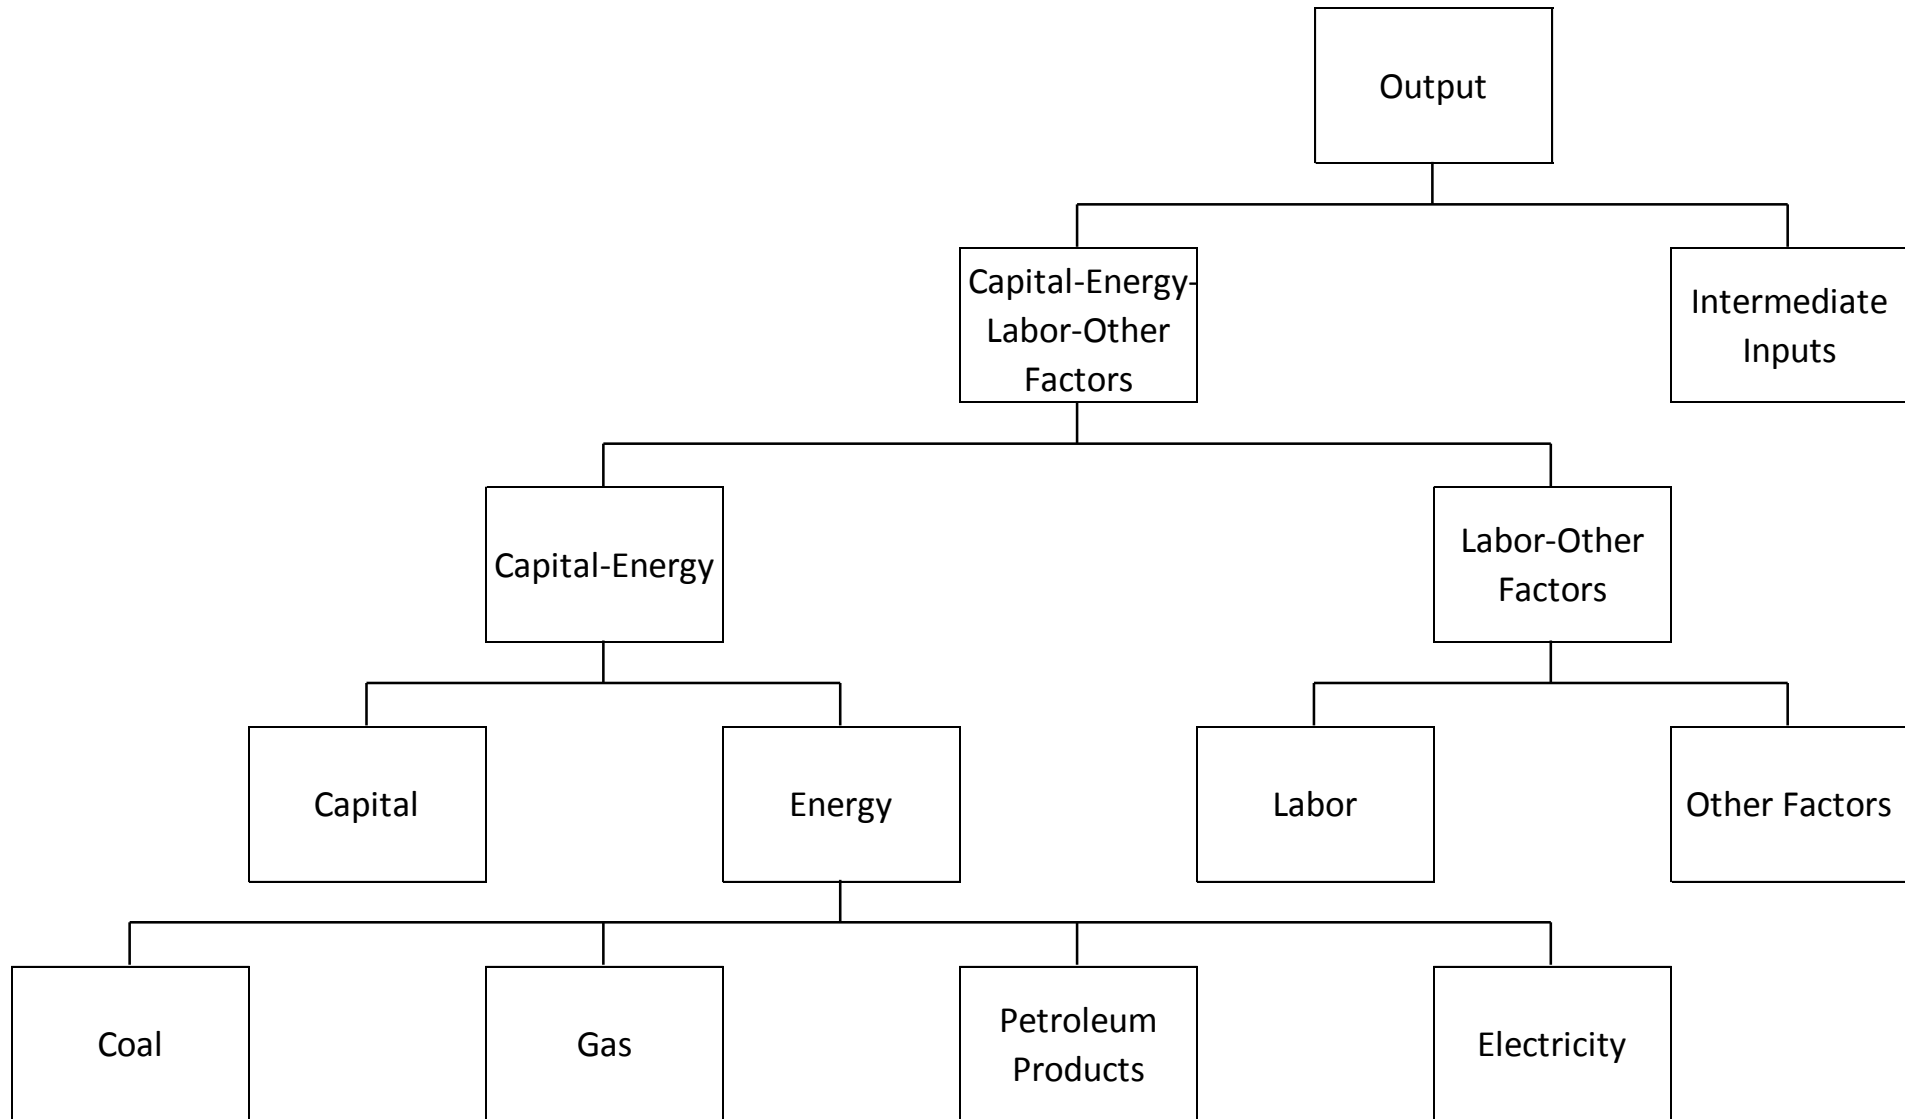 Output
Capital-Energy-
Labor-Other
Factors
Intermediate
Inputs
Capital-Energy
Labor-Other
Factors
Capital
Energy
Labor
Other Factors
Coal
Gas
Petroleum
Products
Electricity